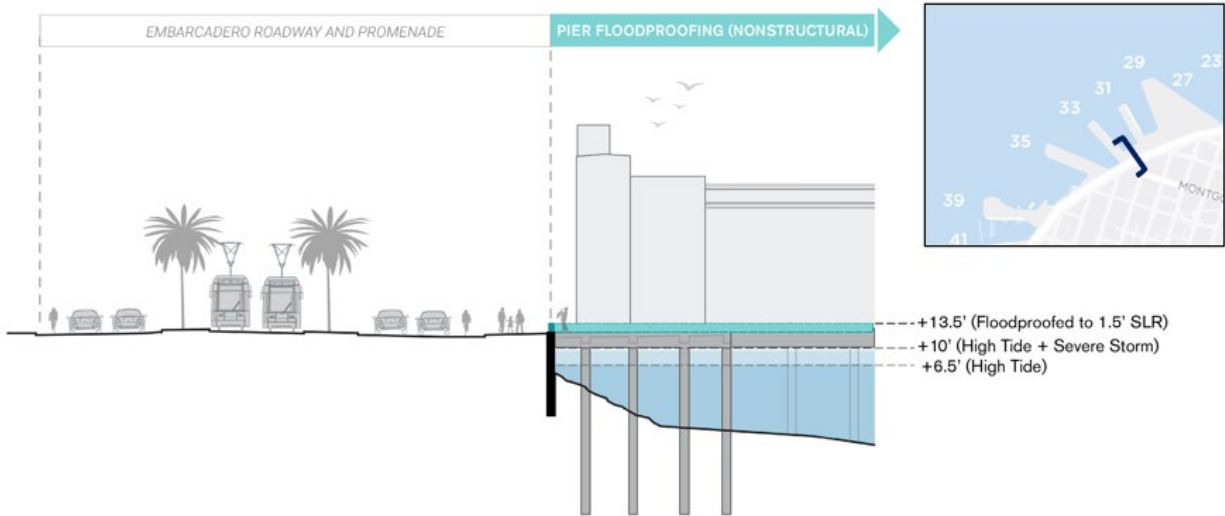 EMBARCADERO ROADWAY AND PROMENADE
PIER FLOODPROOFING (NONSTRUCTURAL)
29
23
31
27
33
35
39
41
MONTGO
+13.5' (Floodproofed to 1.5' SLR)
+10' (High Tide + Severe Storm)
+6.5' (High Tide)